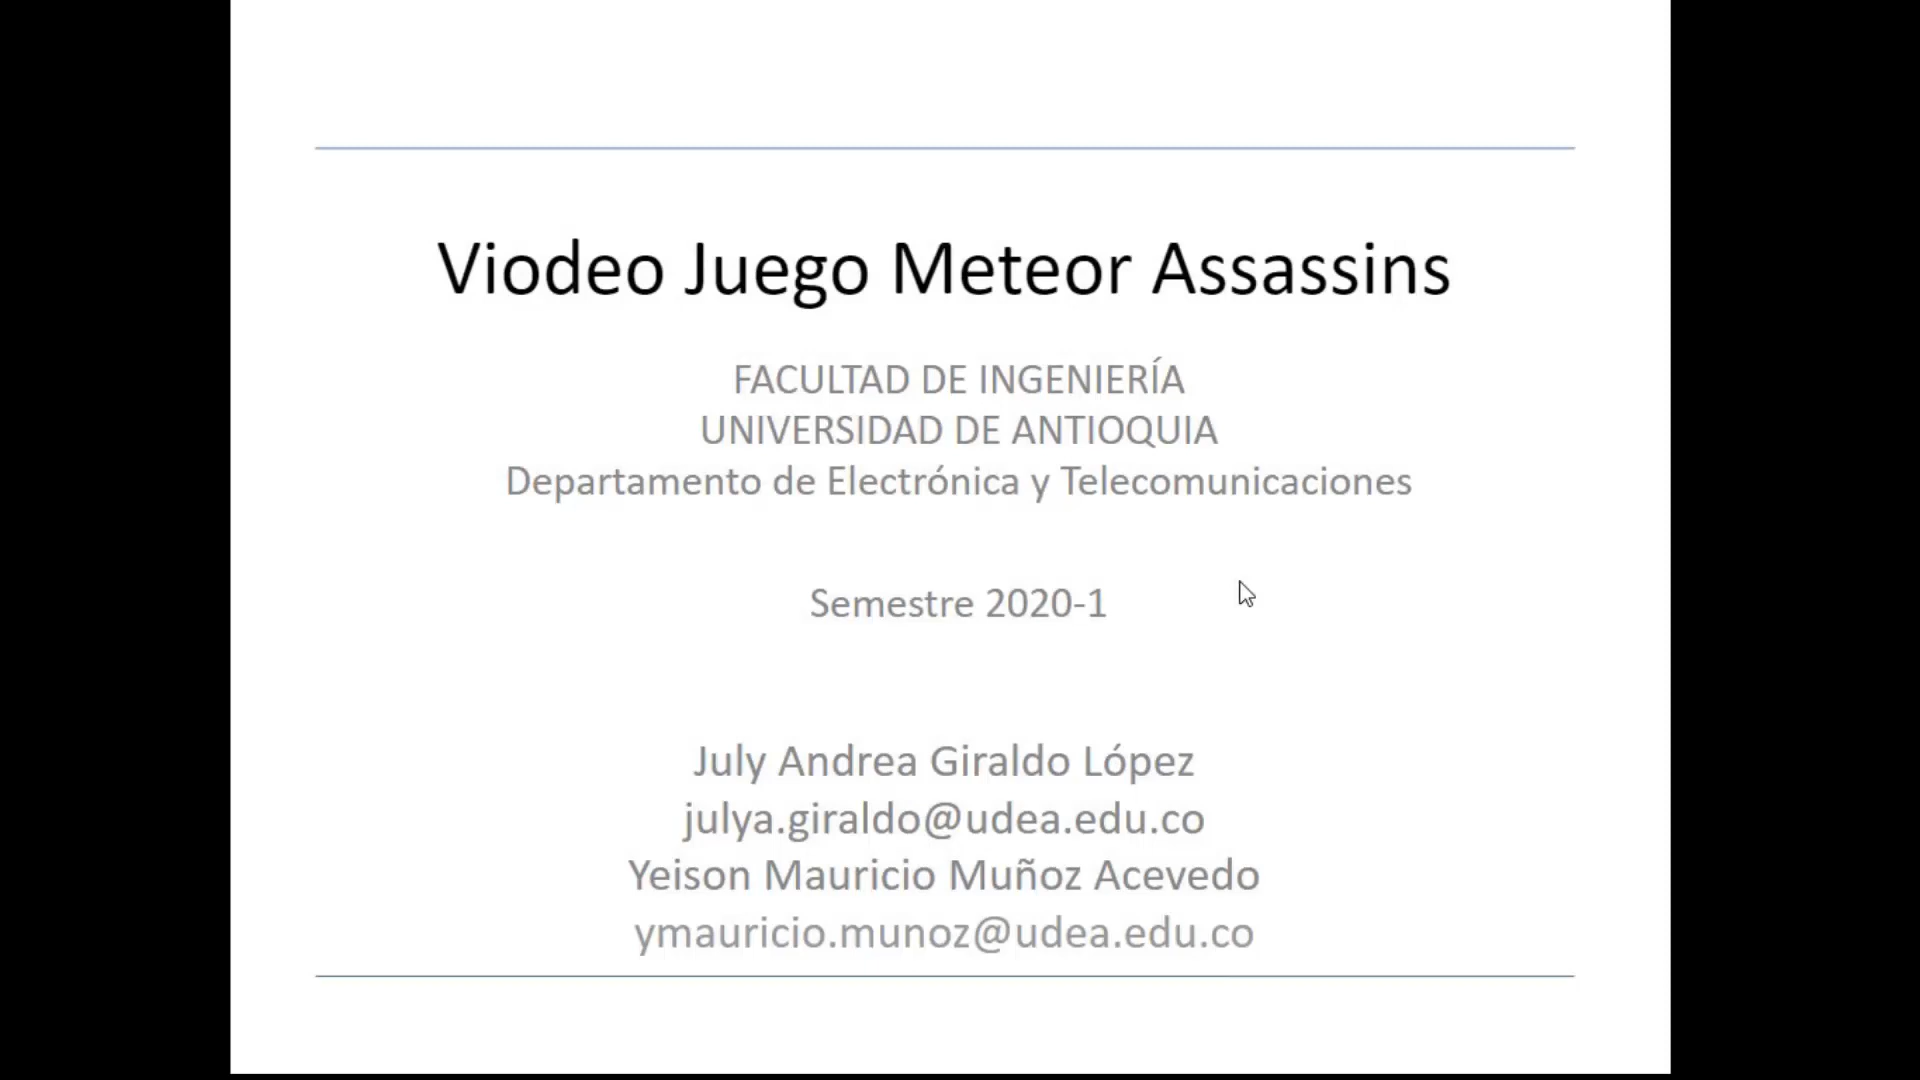 Viodeo Juego Meteor Assassins
FACULTAD DE INGENIERÍA
UNIVERSIDAD DE ANTIOQUIA
Departamento de Electrónica y Telecomunicaciones
Semestre 2020-1
July Andrea Giraldo López
julya.giraldo@udea.edu.co
Yeison Mauricio Muñoz Acevedo
ymauricio.munoz@udea.edu.co